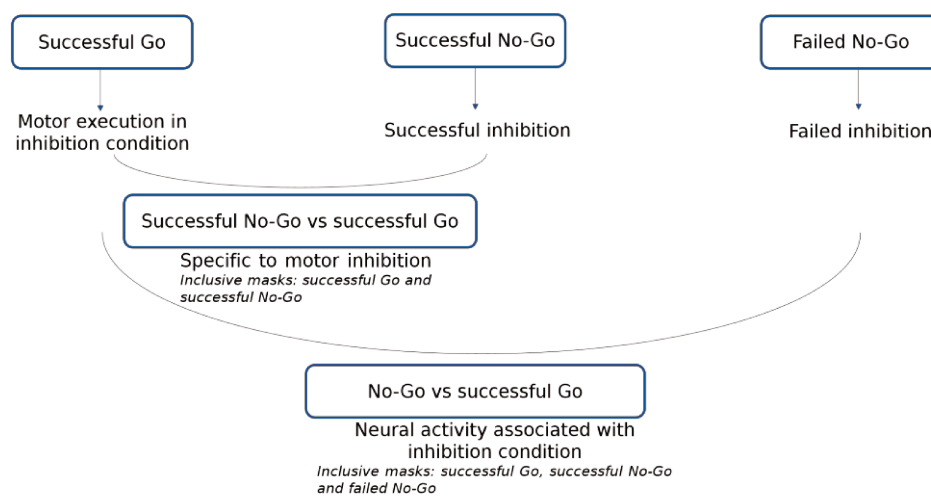 Successful Go
Successful No-Go
Failed No-Go
Motor execution in
inhibition condition
Successful inhibition
Failed inhibition
Successful No-Go vs successful Go
Specific to motor inhibition
Inclusive masks: successful Go and
successful No-Go
No-Go vs successful Go
Neural activity associated with
inhibition condition
Inclusive masks: successful Go, successful No-Go
and failed No-Go